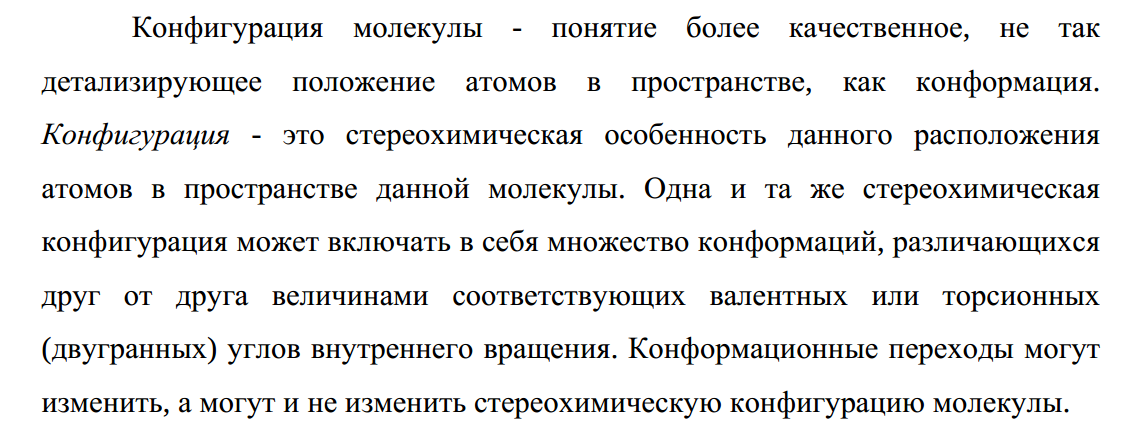 Конфигурация молекулы - понятие более качественное, не так
детализирующее положение атомов в пространстве, как конформация.
Конфигурация - это стереохимическая особенность данного расположения
атомов в пространстве данной молекулы. Одна и та же стереохимическая
конфигурация может включать в себя множество конформаций, различающихся
друг от друга величинами соответствующих валентных или торсионных
(двугранных) углов внутреннего вращения. Конформационные переходы могут
изменить, а могут и не изменить стереохимическую конфигурацию молекулы.